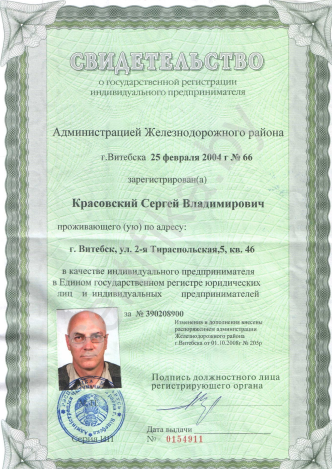 СВИДЕТЕЛЬСТВО
о государственной регистрации
индивидуального предпринимателя
Администрацией Железнодорожного района
г.Витебска 25 февраля 2004 г № 66
зарегистрирован(а)
Красовский Сергей Владимирович
проживающего (ую) по адресу:
г. Витебск, ул. 2-я Тираспольская,5, кв. 46
в качестве индивидуального предпринимателя
в Едином государственном регистре юридических
лиц и индивидуальных предпринимателей
за № 390208900
Изменения и дополнения внесены
распоряжением администрации
Железнодорожного района
г.Витебска от 01.10.2008г № 205р
Подпись должностного лица
регистрирующего органа
Дата выдачи
Серия ИП № 0154911